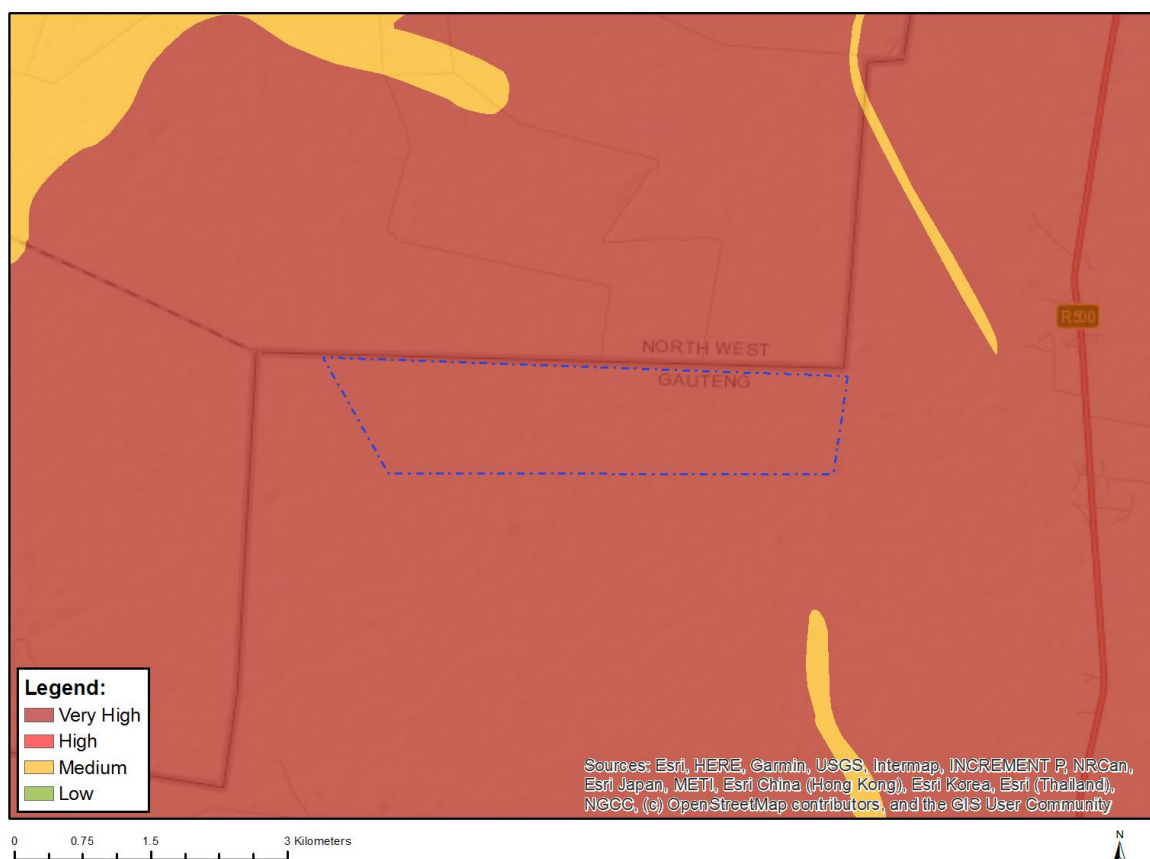 R500
NORTH WEST
GAUTENG
Legend:
Very High
High
Medium
Low
Sources: Esri, HERE, Garmin, USGS, Intermap, INCREMENT P, NRCan,
Esri Japan, METI, Esri China (Hong Kong), Esri Korea, Esri (Thailand),
NGCC, (c) OpenStreetMap contributors, and the GIS User Community
0 0.75 1.5 3 Kilometers
N